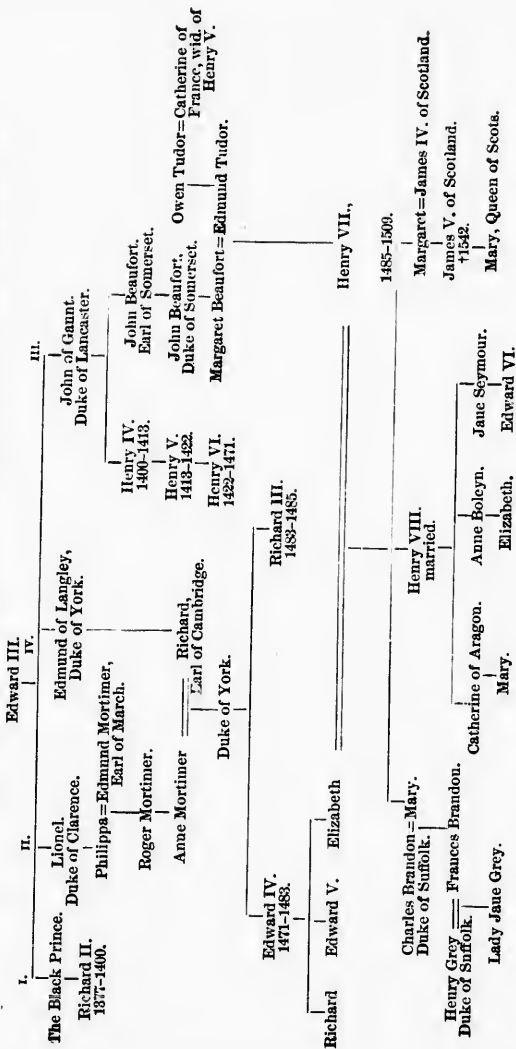 Edward III.
I.
II.
IV.
III.
The Black Prince.
Lionel.
Duke of Clarence.
Edmund of Langley,
Duke of York.
John of Gaunt.
Duke of Lancaster.
Richard II.
1377-1400.
Philippa=Edmund Mortimer,
Earl of March.
Henry IV.
1400-1413.
John Beaufort.
Earl of Somerset.
Roger Mortimer.
Henry V.
1413-1422.
John Beaufort,
Duke of Somerset.
Owen Tudor=Catherine of
France, wid. of
Henry V.
Anne Mortimer
Richard,
Earl of Cambridge.
Henry VI.
1422-1471.
Margaret Beaufort=Edmund Tudor.
Duke of York.
Edward IV.
1471-1483.
Richard III.
1483-1485.
Richard
Edward V.
Elizabeth
Henry VII.,
1485-1509.
Charles Brandon=Mary.
Duke of Suffolk.
Henry VIII.
married.
Margaret=James IV. of Scotland.
Henry Grey
Duke of Suffolk.
Frances Brandon.
James V. of Scotland.
†1542.
Lady Jane Grey.
Catherine of Aragon.
Anne Boleyn.
Jane Seymour.
Mary, Queen of Scots.
Mary.
Elizabeth.
Edward VI.